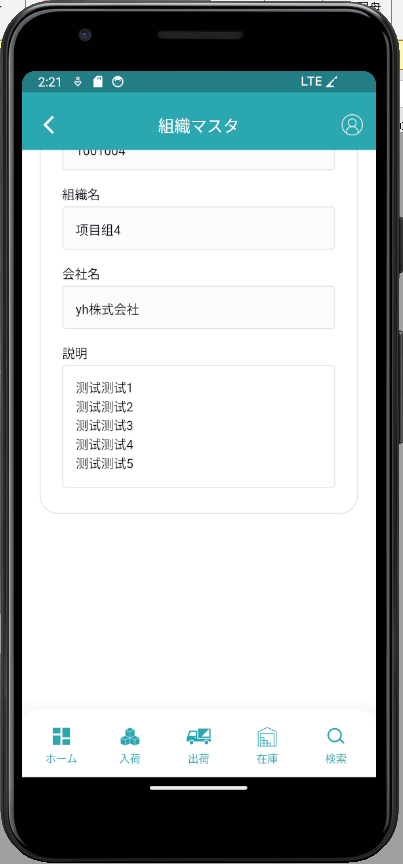 2:21
LTE
組織マスタ
1001004
組織名
项目组4
会社名
yh株式会社
説明
测试测试1
测试测试2
测试测试3
测试测试4
测试测试5
ホーム
入荷
出荷
在庫
検索